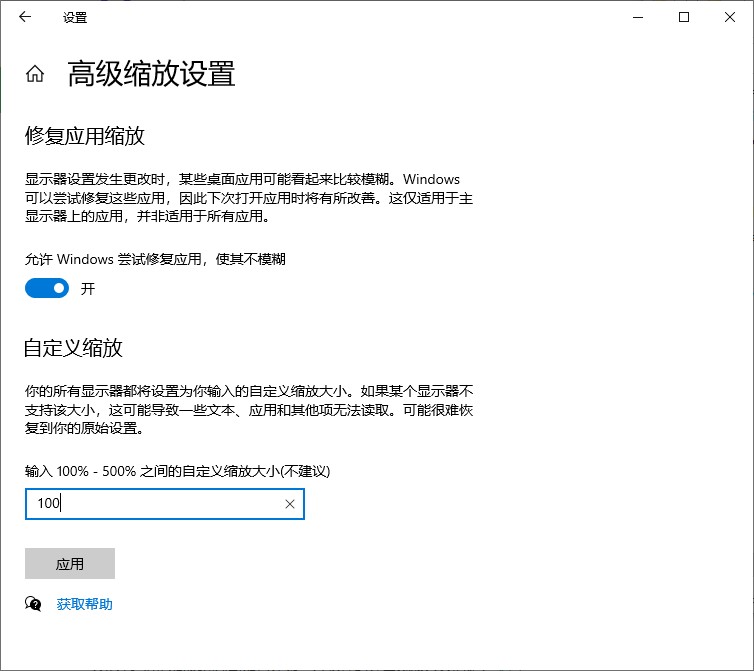 设置
高级缩放设置
修复应用缩放
显示器设置发生更改时，某些桌面应用可能看起来比较模糊。Windows
可以尝试修复这些应用，因此下次打开应用时将有所改善。这仅适用于主
显示器上的应用，并非适用于所有应用。
允许 Windows 尝试修复应用，使其不模糊
开
自定义缩放
你的所有显示器都将设置为你输入的自定义缩放大小。如果某个显示器不
支持该大小，这可能导致一些文本、应用和其他项无法读取。可能很难恢
复到你的原始设置。
输入 100% - 500% 之间的自定义缩放大小(不建议)
100
应用
获取帮助